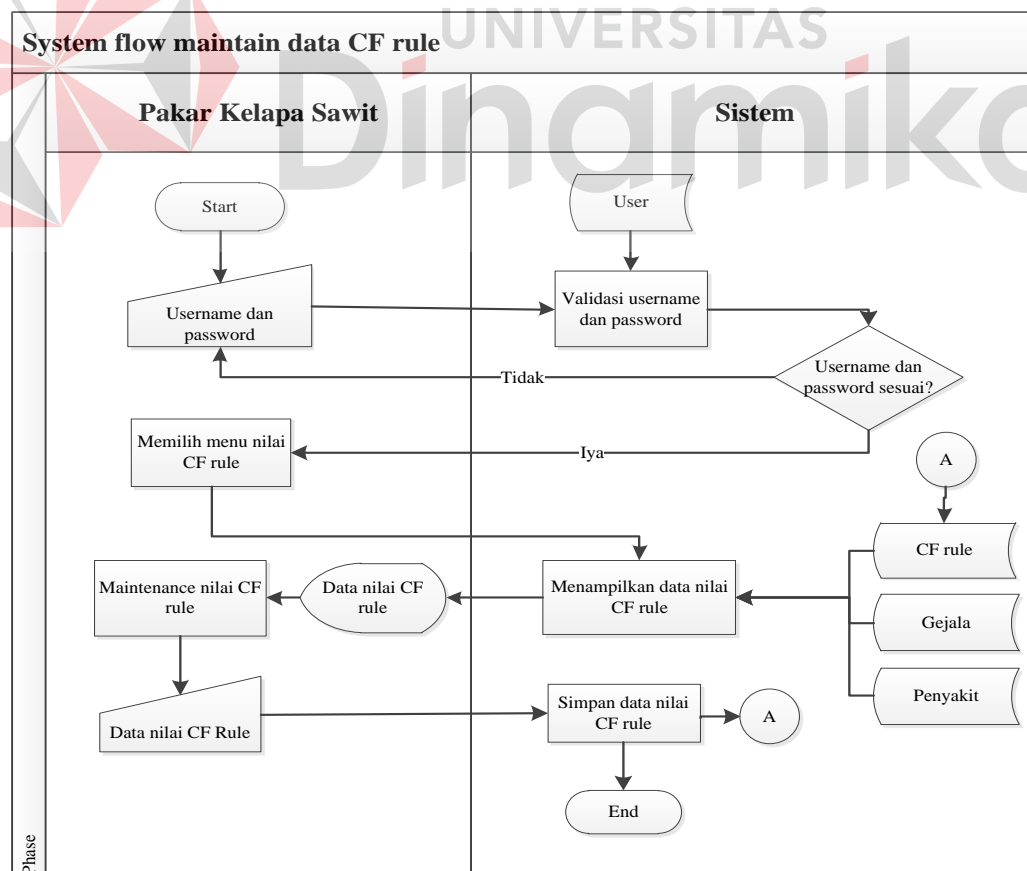 UNIVERSITAS
Dinamika
System flow maintain data CF rule
Pakar Kelapa Sawit
Sistem
Start
User
Username dan
password
Validasi username
dan password
Username dan
password sesuai?
Tidak
Memilih menu nilai
CF rule
Iya
A
CF rule
Maintenance nilai CF
rule
Data nilai CF
rule
Menampilkan data nilai
CF rule
Gejala
Penyakit
Data nilai CF Rule
Simpan data nilai
CF rule
A
End
Phase